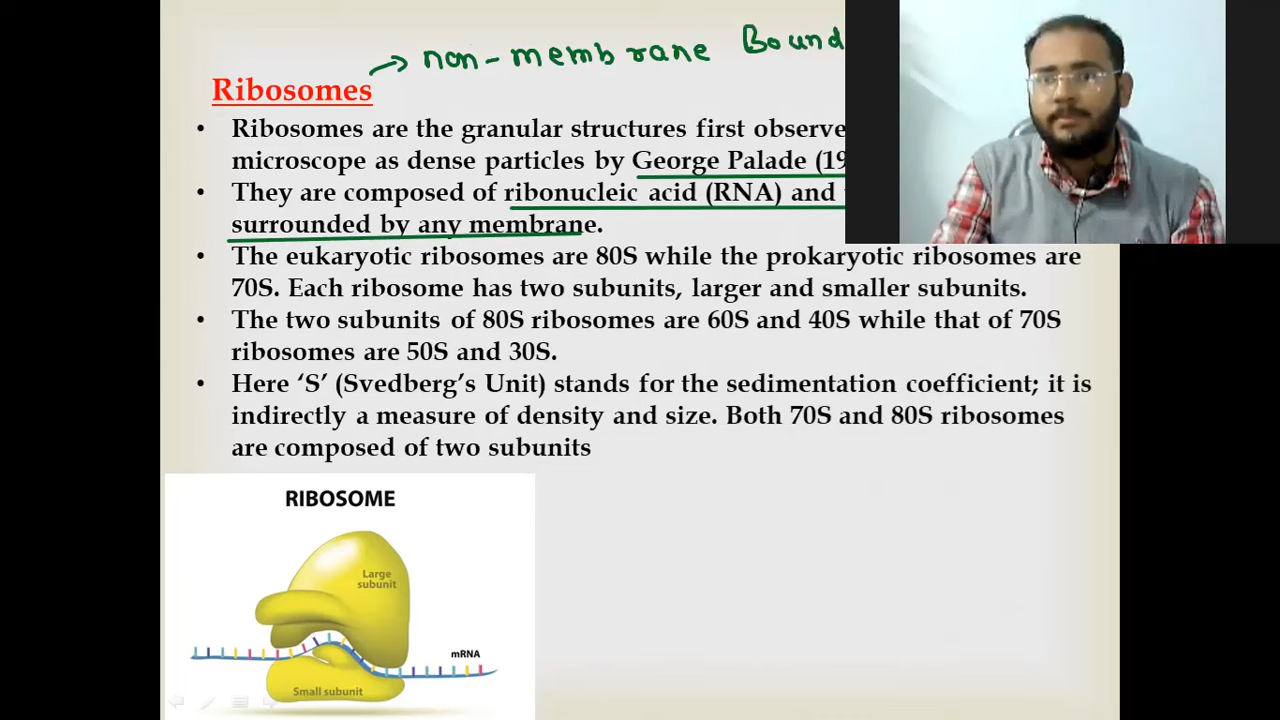 non-membrane Bound
Ribosomes
• Ribosomes are the granular structures first observe
microscope as dense particles by George Palade (19
• They are composed of ribonucleic acid (RNA) and
surrounded by any membrane.
• The eukaryotic ribosomes are 80S while the prokaryotic ribosomes are
70S. Each ribosome has two subunits, larger and smaller subunits.
• The two subunits of 80S ribosomes are 60S and 40S while that of 70S
ribosomes are 50S and 30S.
• Here ‘S’ (Svedberg’s Unit) stands for the sedimentation coefficient; it is
indirectly a measure of density and size. Both 70S and 80S ribosomes
are composed of two subunits
RIBOSOME
Large
subunit
mRNA
Small subunit